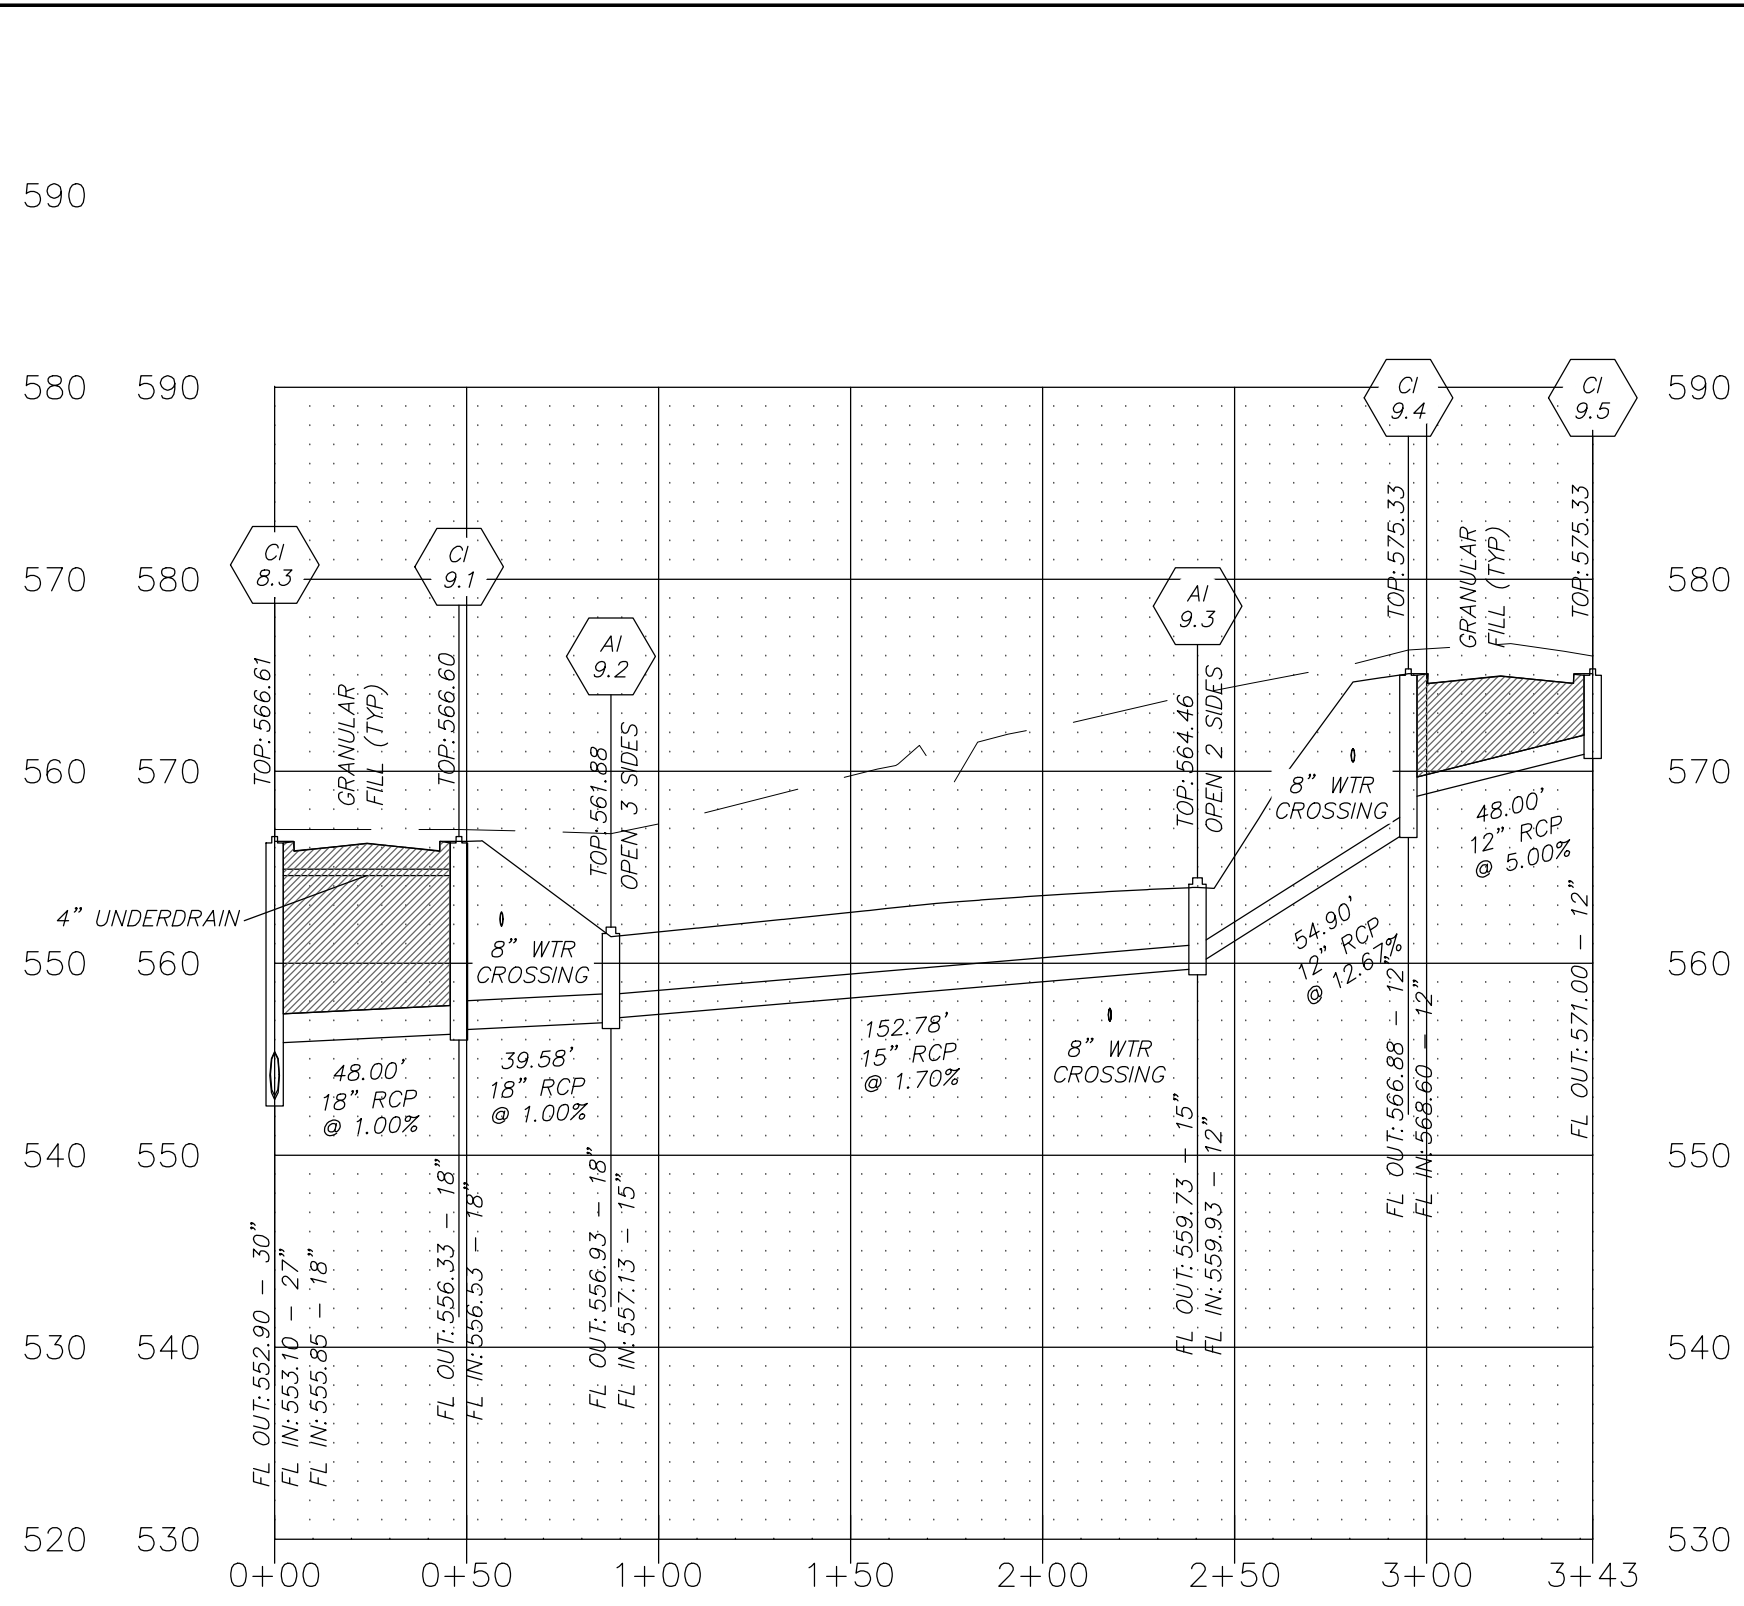 590
580 590
590
570 580
580
560 570
570
550 560
560
540 550
550
530 540
540
520 530
530
CI
8.3
CI
9.1
AI
9.2
AI
9.3
CI
9.4
CI
9.5
TOP:566.61
GRANULAR
FILL (TYP)
TOP:566.60
TOP:561.88
OPEN 3 SIDES
TOP:564.46
OPEN 2 SIDES
TOP:575.33
GRANULAR
FILL (TYP)
TOP:575.33
4" UNDERDRAIN
8" WTR
CROSSING
8" WTR
CROSSING
8" WTR
CROSSING
48.00'
18" RCP
@ 1.00%
39.58'
18" RCP
@ 1.00%
152.78'
15" RCP
@ 1.70%
54.90'
12" RCP
@ 12.67%
48.00'
12" RCP
@ 5.00%
FL OUT:552.90 - 30"
FL IN:553.10 - 27"
FL IN:555.85 - 18"
FL OUT:556.33 - 18"
FL IN:556.53 - 18"
FL OUT:556.93 - 18"
FL IN:557.13 - 15"
FL OUT:559.73 - 15"
FL IN:559.93 - 12"
FL OUT:566.88 - 12"
FL IN:568.60 - 12"
FL OUT:571.00 - 12"
0+00 0+50 1+00 1+50 2+00 2+50 3+00 3+43